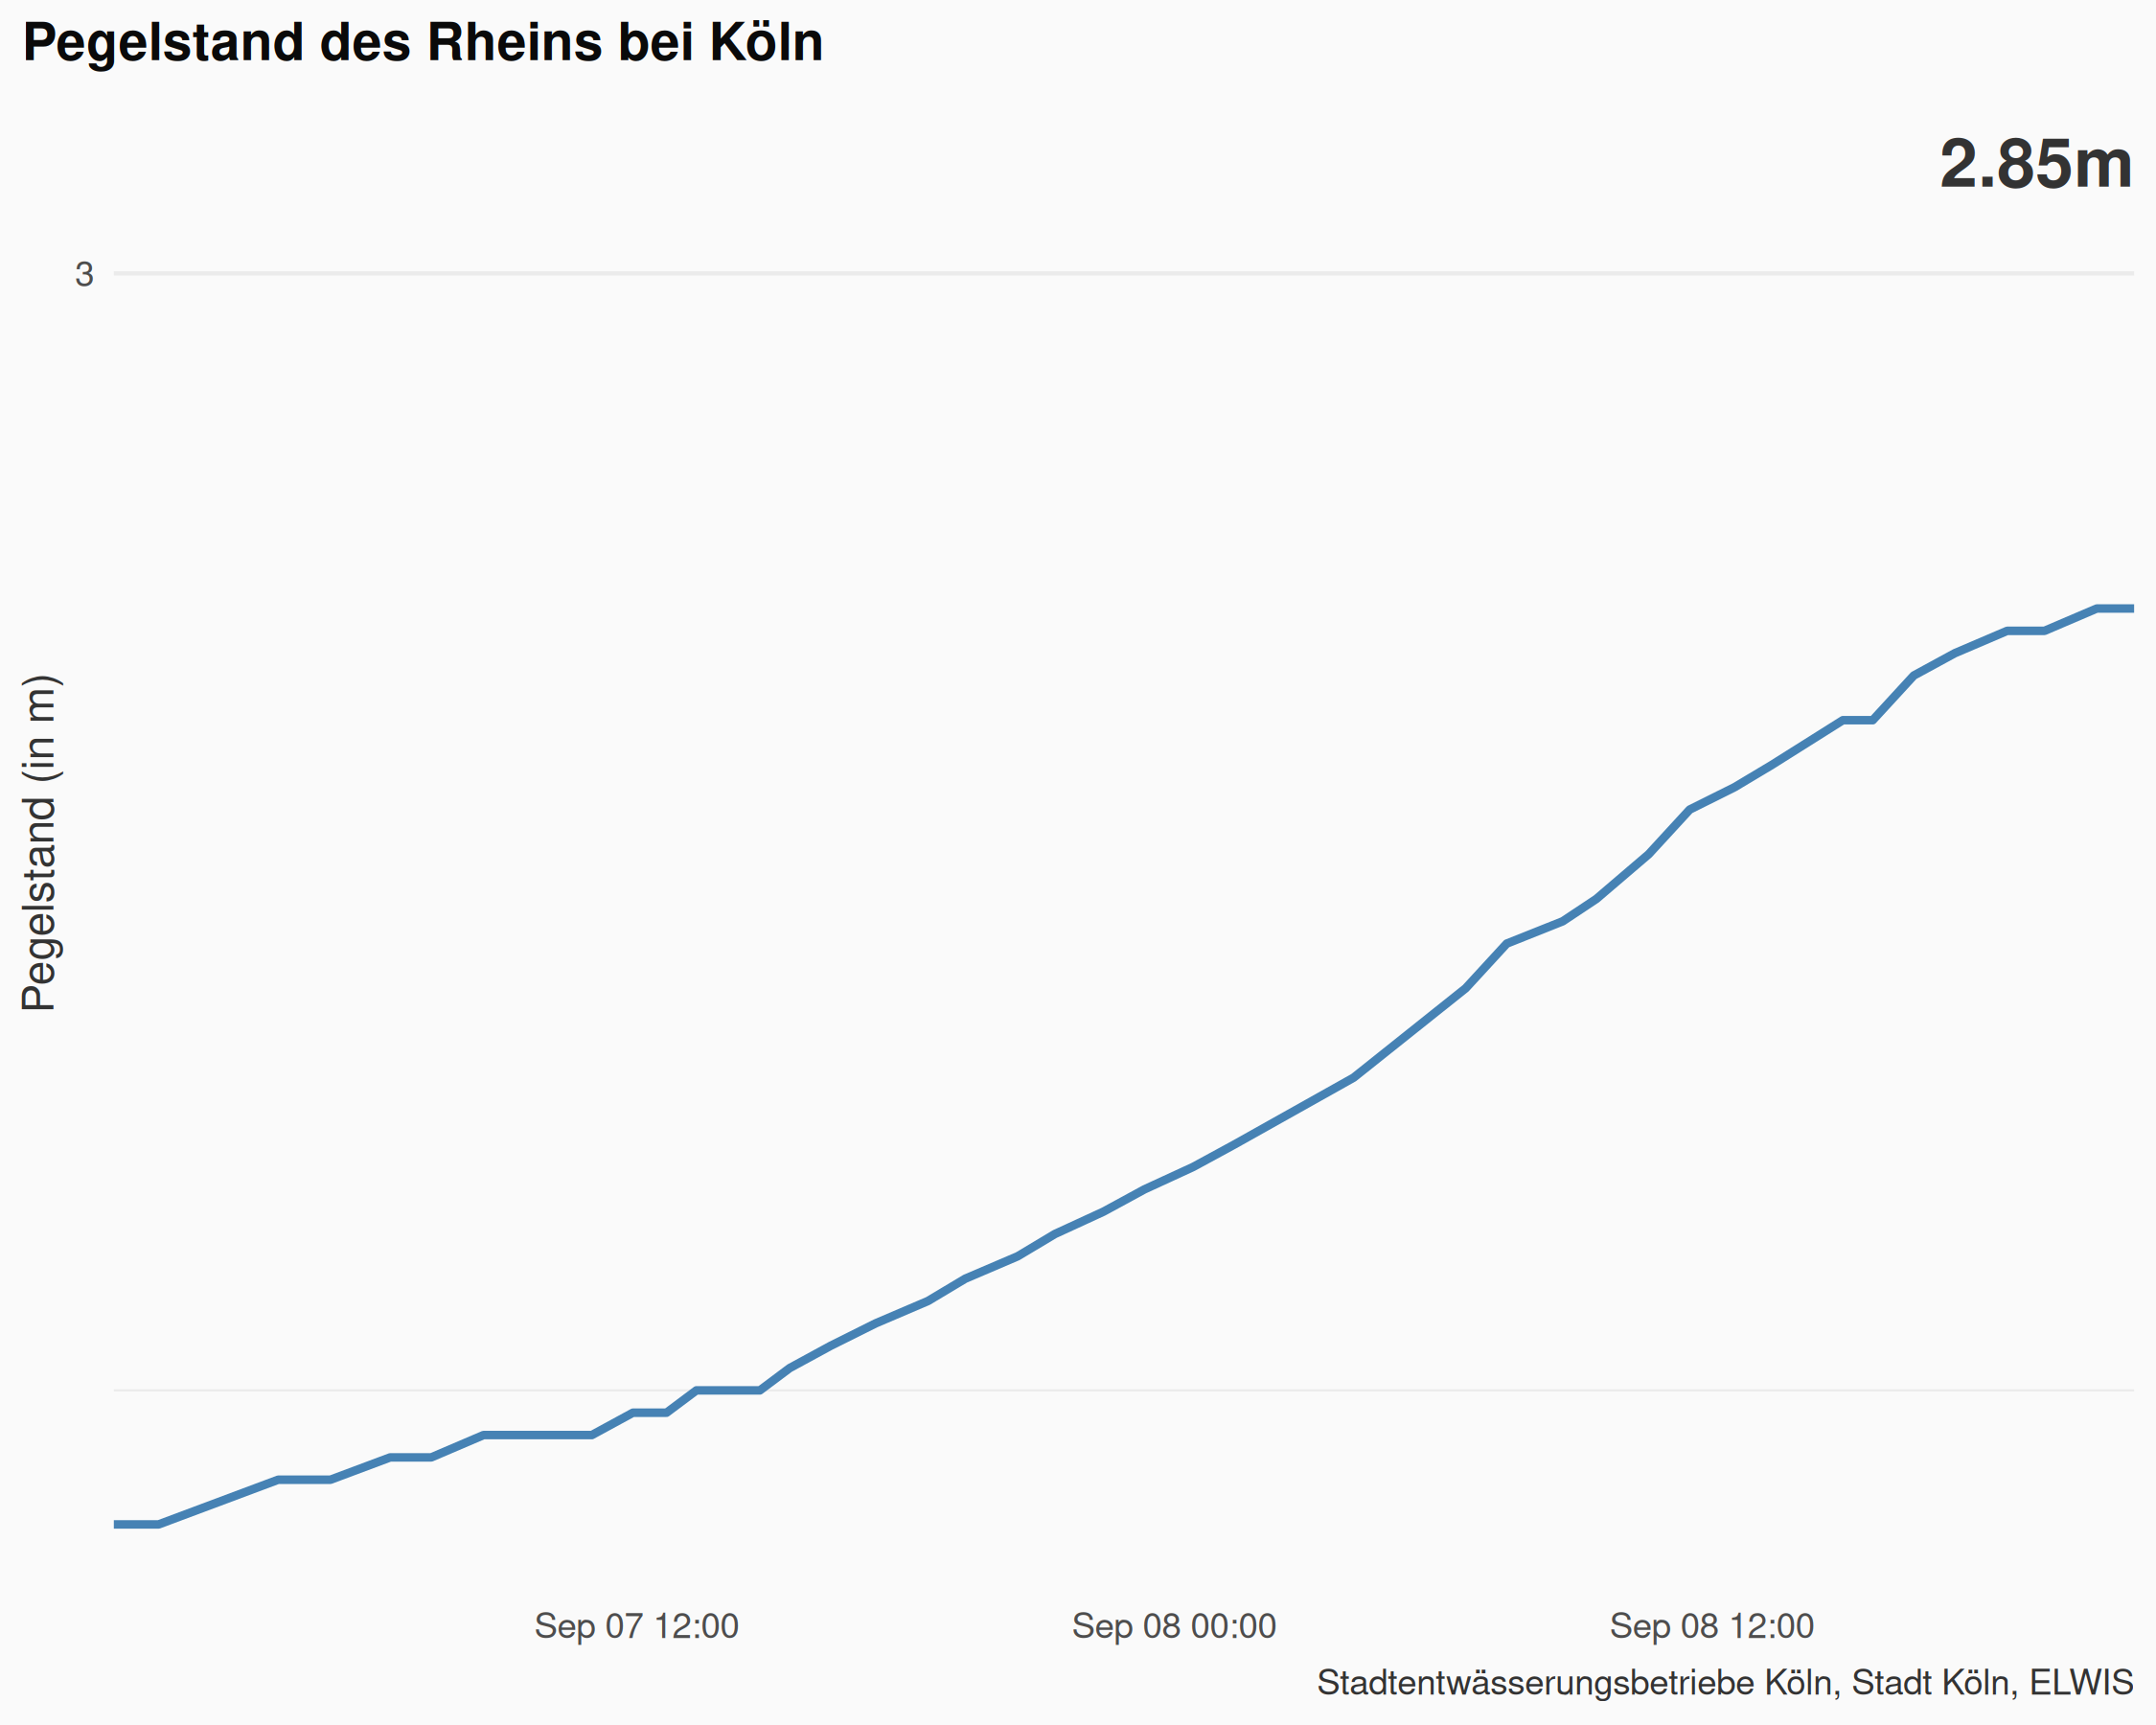 Pegelstand des Rheins bei Köln
2.85m
3
Pegelstand (in m)
Sep 07 12:00
Sep 08 00:00
Sep 08 12:00
Stadtentwässerungsbetriebe Köln, Stadt Köln, ELWIS